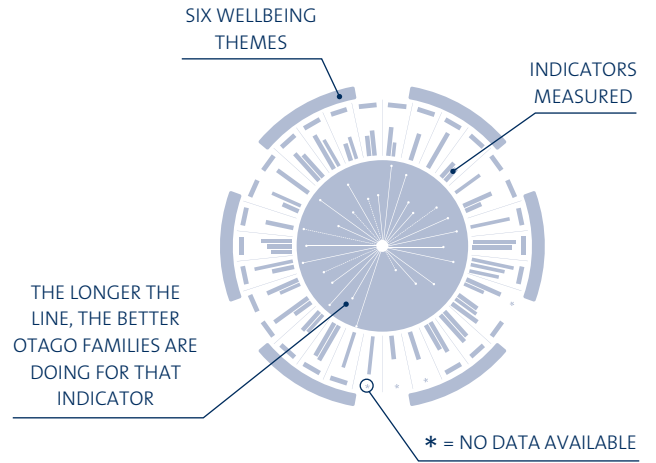 SIX WELLBEING
THEMES
INDICATORS
MEASURED
THE LONGER THE
LINE, THE BETTER
OTAGO FAMILIES ARE
DOING FOR THAT
INDICATOR
* = NO DATA AVAILABLE